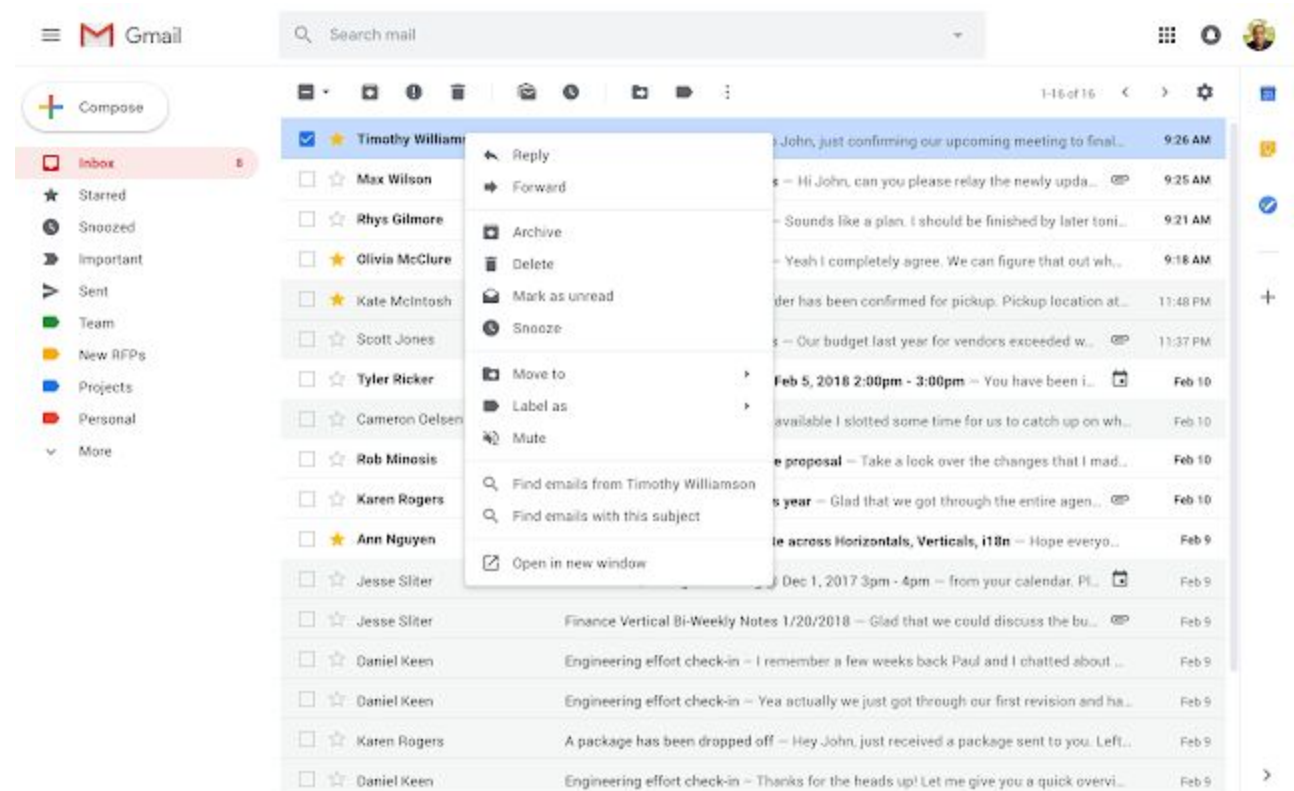 Gmail
Search mail
Compose
1-16 of 16
Inbox 8
Starred
Snoozed
Important
Sent
Team
New RFPs
Projects
Personal
More
Timothy Williams John, just confirming our upcoming meeting to final... 9:26 AM
Max Wilson s – Hi John, can you please relay the newly upda... 9:25 AM
Rhys Gilmore – Sounds like a plan. I should be finished by later toni... 9:21 AM
Olivia McClure – Yeah I completely agree. We can figure that out wh... 9:18 AM
Kate McIntosh der has been confirmed for pickup. Pickup location at... 11:48 PM
Scott Jones s – Our budget last year for vendors exceeded w... 11:37 PM
Tyler Ricker Feb 5, 2018 2:00pm - 3:00pm – You have been i... Feb 10
Cameron Oelsen available I slotted some time for us to catch up on wh... Feb 10
Rob Minosis e proposal – Take a look over the changes that I mad... Feb 10
Karen Rogers s year – Glad that we got through the entire agen... Feb 10
Ann Nguyen te across Horizontals, Verticals, i18n – Hope everyo... Feb 9
Jesse Sliter Dec 1, 2017 3pm - 4pm – from your calendar. Pl... Feb 9
Jesse Sliter Finance Vertical Bi-Weekly Notes 1/20/2018 – Glad that we could discuss the bu... Feb 9
Daniel Keen Engineering effort check-in – I remember a few weeks back Paul and I chatted about ... Feb 9
Daniel Keen Engineering effort check-in – Yea actually we just got through our first revision and ha... Feb 9
Karen Rogers A package has been dropped off – Hey John, just received a package sent to you. Left... Feb 9
Daniel Keen Engineering effort check-in – Thanks for the heads up! Let me give you a quick overvi... Feb 9
Reply
Forward
Archive
Delete
Mark as unread
Snooze
Move to
Label as
Mute
Find emails from Timothy Williamson
Find emails with this subject
Open in new window